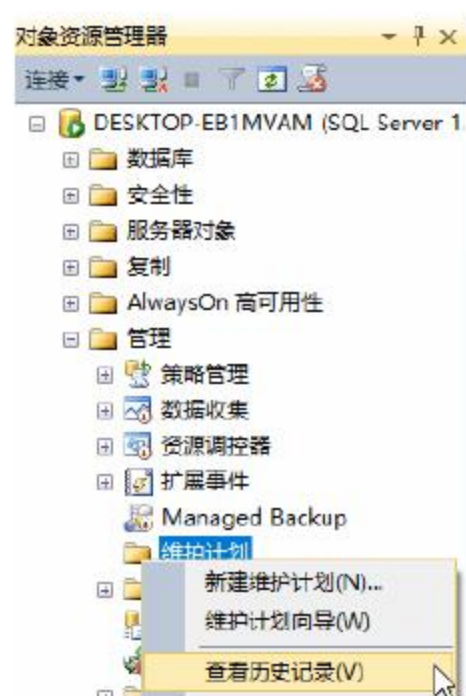 对象资源管理器
连接
DESKTOP-EB1MVAM (SQL Server 1
数据库
安全性
服务器对象
复制
AlwaysOn 高可用性
管理
策略管理
数据收集
资源调控器
扩展事件
Managed Backup
维护计划
新建维护计划(N)...
维护计划向导(W)
查看历史记录(V)